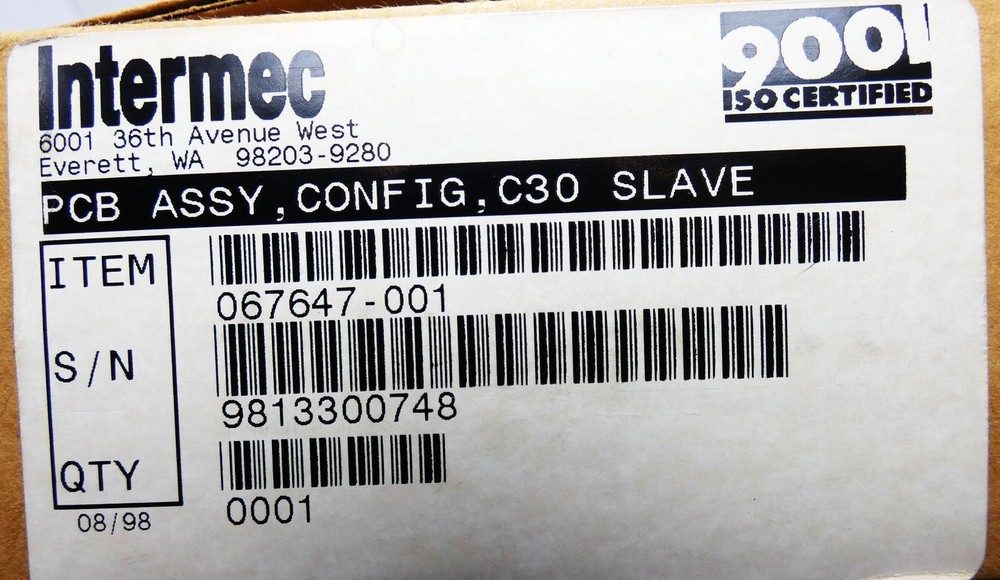 Intermec
9001
ISO CERTIFIED
6001 36th Avenue West
Everett, WA 98203-9280
PCB ASSY,CONFIG,C30 SLAVE
ITEM
067647-001
S/N
9813300748
QTY
0001
08/98